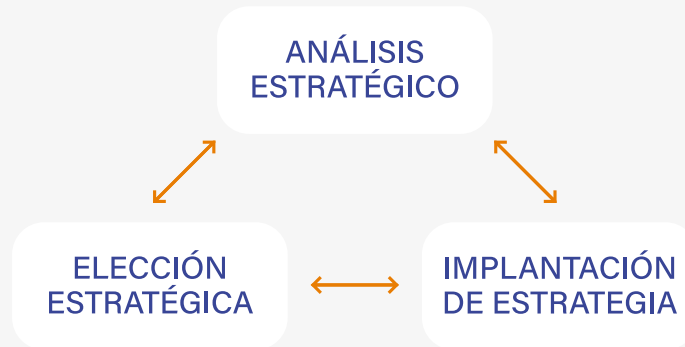 ANÁLISIS
ESTRATÉGICO
ELECCIÓN
ESTRATÉGICA
IMPLANTACIÓN
DE ESTRATEGIA